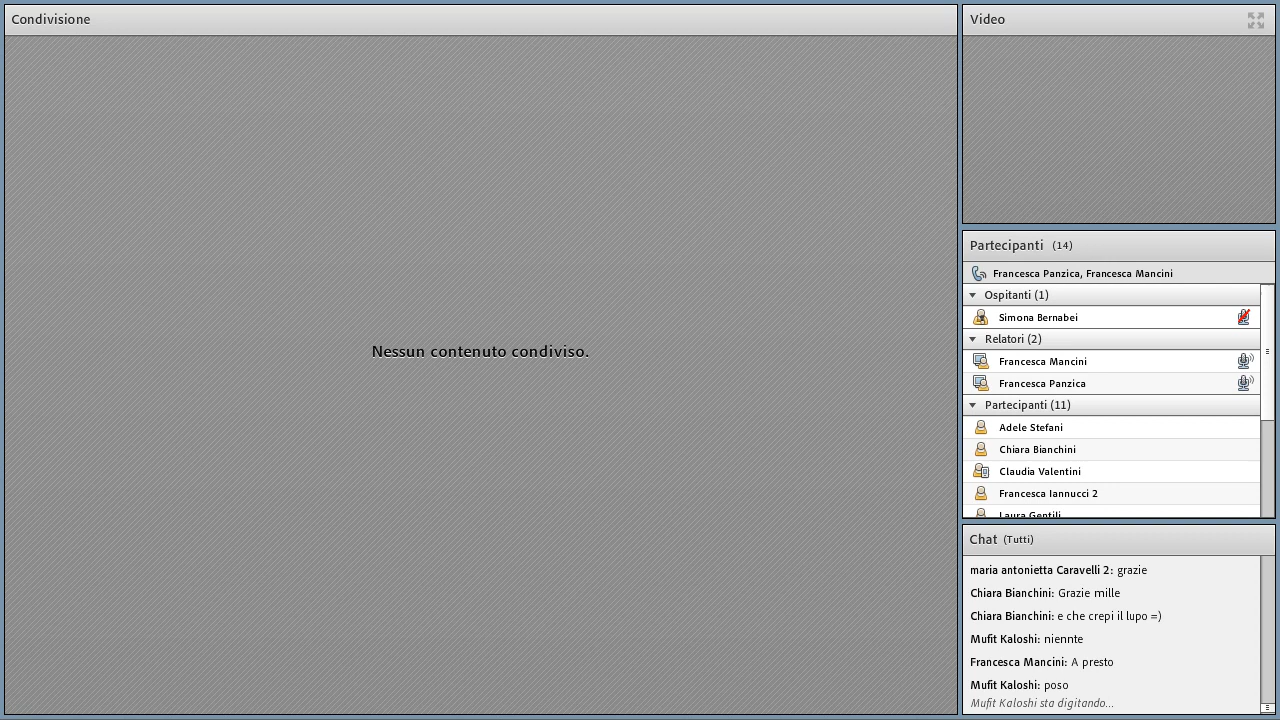 Condivisione
Nessun contenuto condiviso.
Video
Partecipanti (14)
Francesca Panzica, Francesca Mancini
Ospitanti (1)
Simona Bernabei
Relatori (2)
Francesca Mancini
Francesca Panzica
Partecipanti (11)
Adele Stefani
Chiara Bianchini
Claudia Valentini
Francesca Iannucci 2
Laura Gentili
Chat (Tutti)
maria antonietta Caravelli 2: grazie
Chiara Bianchini: Grazie mille
Chiara Bianchini: e che crepi il lupo =)
Mufit Kaloshi: niennte
Francesca Mancini: A presto
Mufit Kaloshi: poso
Mufit Kaloshi sta digitando...